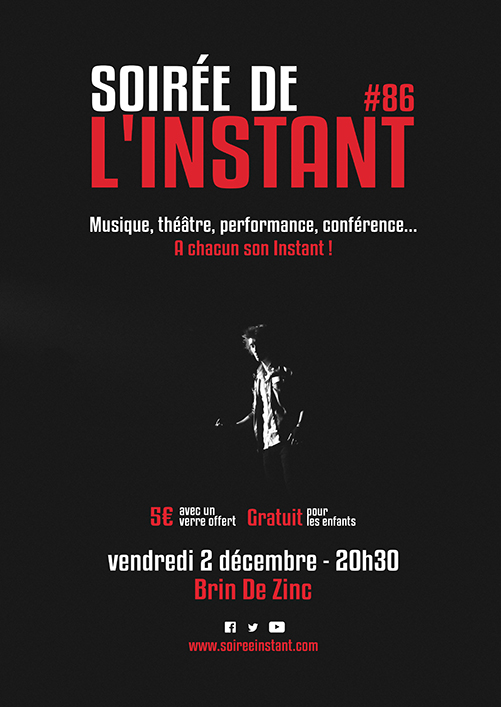 SOIRÉE DE
#86
L'INSTANT
Musique, théâtre, performance, conférence...
A chacun son Instant !
5€ avec un verre offert Gratuit pour les enfants
vendredi 2 décembre - 20h30
Brin De Zinc
www.soireeinstant.com